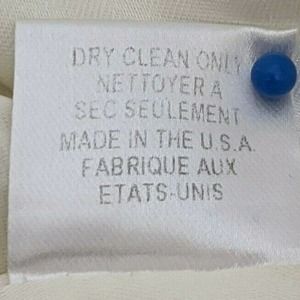 DRY CLEAN ONLY
NETTOYER A
SEC SEULEMENT
MADE IN THE U.S.A.
FABRIQUE AUX
ETATS-UNIS